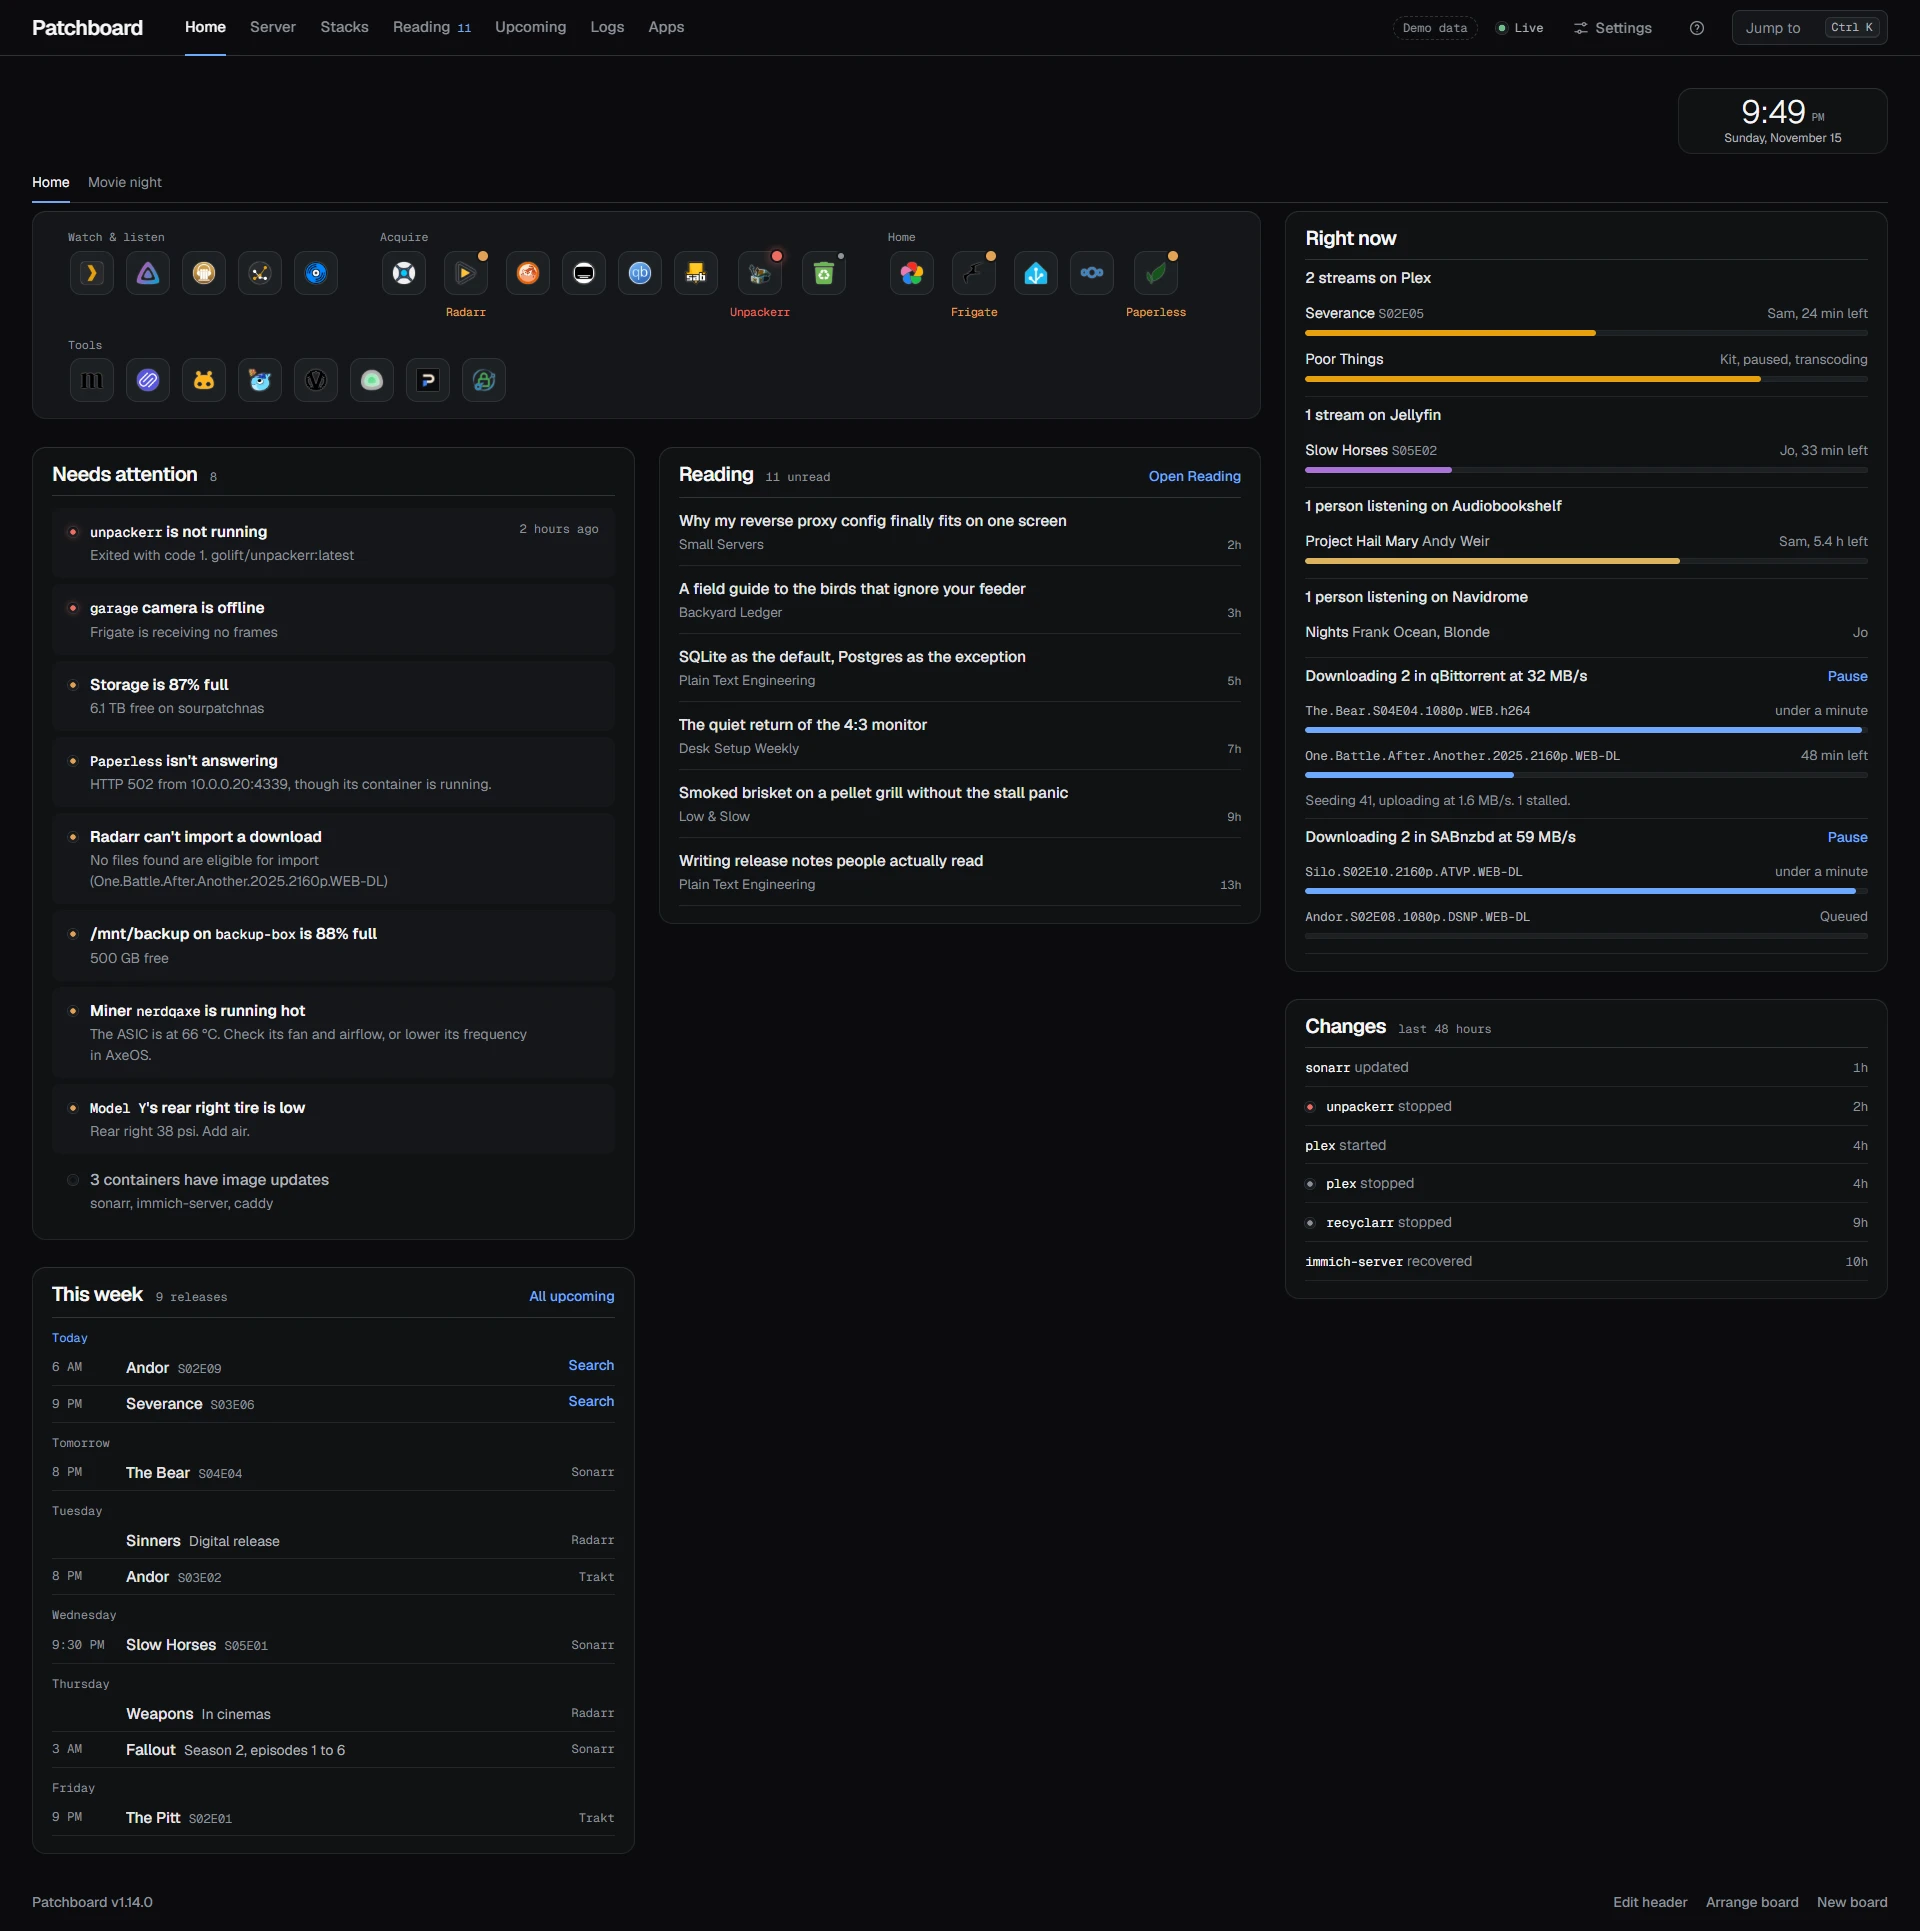 Patchboard
Home
Server
Stacks
Reading 11
Upcoming
Logs
Apps
Demo data
Live
Settings
Jump to
Ctrl K
9:49 PM
Sunday, November 15
Home
Movie night
Watch & listen
Acquire
Radarr
Unpackerr
Home
Frigate
Paperless
Tools
Needs attention 8
unpackerr is not running
2 hours ago
Exited with code 1. golift/unpackerr:latest
garage camera is offline
Frigate is receiving no frames
Storage is 87% full
6.1 TB free on sourpatchnas
Paperless isn't answering
HTTP 502 from 10.0.0.20:4339, though its container is running.
Radarr can't import a download
No files found are eligible for import
(One.Battle.After.Another.2025.2160p.WEB-DL)
/mnt/backup on backup-box is 88% full
500 GB free
Miner nerdqaxe is running hot
The ASIC is at 66 °C. Check its fan and airflow, or lower its frequency
in AxeOS.
Model Y's rear right tire is low
Rear right 38 psi. Add air.
3 containers have image updates
sonarr, immich-server, caddy
This week 9 releases
All upcoming
Today
6 AM Andor S02E09 Search
9 PM Severance S03E06 Search
Tomorrow
8 PM The Bear S04E04 Sonarr
Tuesday
Sinners Digital release Radarr
8 PM Andor S03E02 Trakt
Wednesday
9:30 PM Slow Horses S05E01 Sonarr
Thursday
Weapons In cinemas Radarr
3 AM Fallout Season 2, episodes 1 to 6 Sonarr
Friday
9 PM The Pitt S02E01 Trakt
Reading 11 unread
Open Reading
Why my reverse proxy config finally fits on one screen
Small Servers 2h
A field guide to the birds that ignore your feeder
Backyard Ledger 3h
SQLite as the default, Postgres as the exception
Plain Text Engineering 5h
The quiet return of the 4:3 monitor
Desk Setup Weekly 7h
Smoked brisket on a pellet grill without the stall panic
Low & Slow 9h
Writing release notes people actually read
Plain Text Engineering 13h
Right now
2 streams on Plex
Severance S02E05 Sam, 24 min left
Poor Things Kit, paused, transcoding
1 stream on Jellyfin
Slow Horses S05E02 Jo, 33 min left
1 person listening on Audiobookshelf
Project Hail Mary Andy Weir Sam, 5.4 h left
1 person listening on Navidrome
Nights Frank Ocean, Blonde Jo
Downloading 2 in qBittorrent at 32 MB/s Pause
The.Bear.S04E04.1080p.WEB.h264 under a minute
One.Battle.After.Another.2025.2160p.WEB-DL 48 min left
Seeding 41, uploading at 1.6 MB/s. 1 stalled.
Downloading 2 in SABnzbd at 59 MB/s Pause
Silo.S02E10.2160p.ATVP.WEB-DL under a minute
Andor.S02E08.1080p.DSNP.WEB-DL Queued
Changes last 48 hours
sonarr updated 1h
unpackerr stopped 2h
plex started 4h
plex stopped 4h
recyclarr stopped 9h
immich-server recovered 10h
Patchboard v1.14.0
Edit header
Arrange board
New board
qb
sab
m